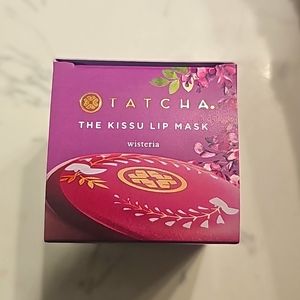 TATCHA.
THE KISSU LIP MASK
wisteria